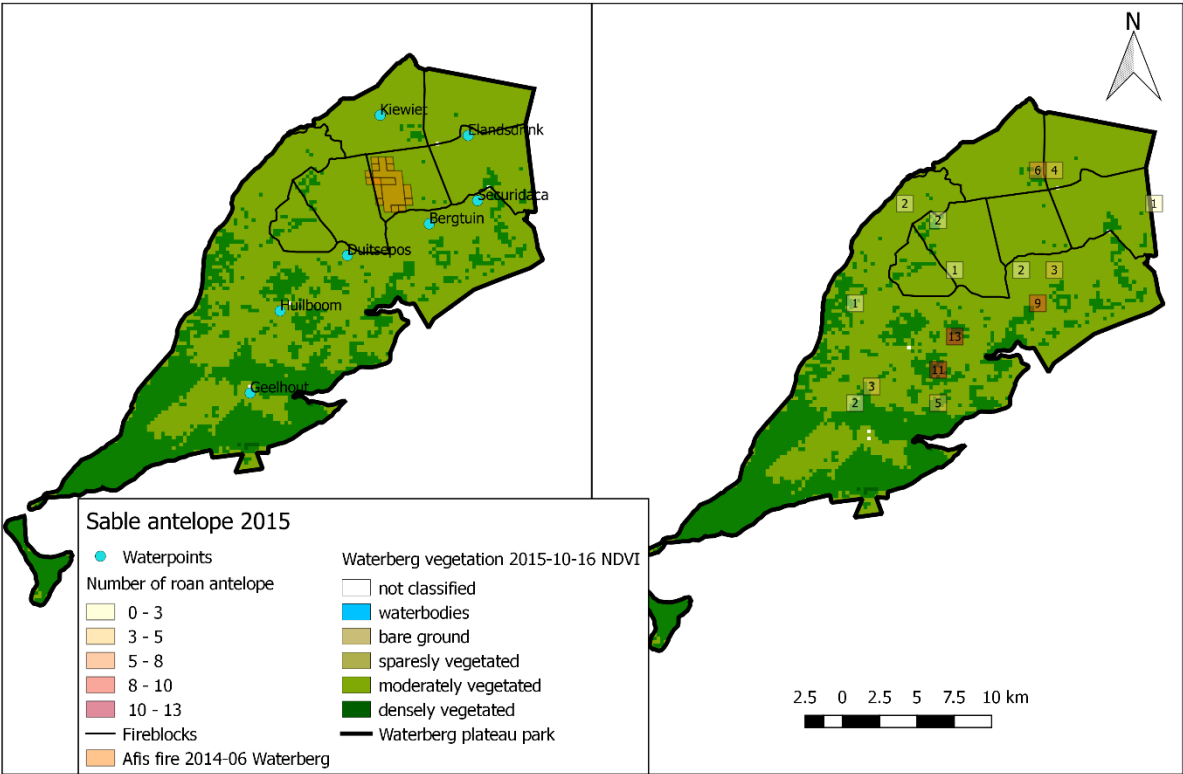 Kiewiet
Elandsdrink
Securidaca
Bergtuin
Duitsepos
Huilboom
Geelhout
N
6 4
2
1
2
1
2
3
1
9
13
11
3
2
5
2.5 0 2.5 5 7.5 10 km
Sable antelope 2015
Waterpoints
Number of roan antelope
0 - 3
3 - 5
5 - 8
8 - 10
10 - 13
Fireblocks
Afis fire 2014-06 Waterberg
Waterberg vegetation 2015-10-16 NDVI
not classified
waterbodies
bare ground
sparesly vegetated
moderately vegetated
densely vegetated
Waterberg plateau park